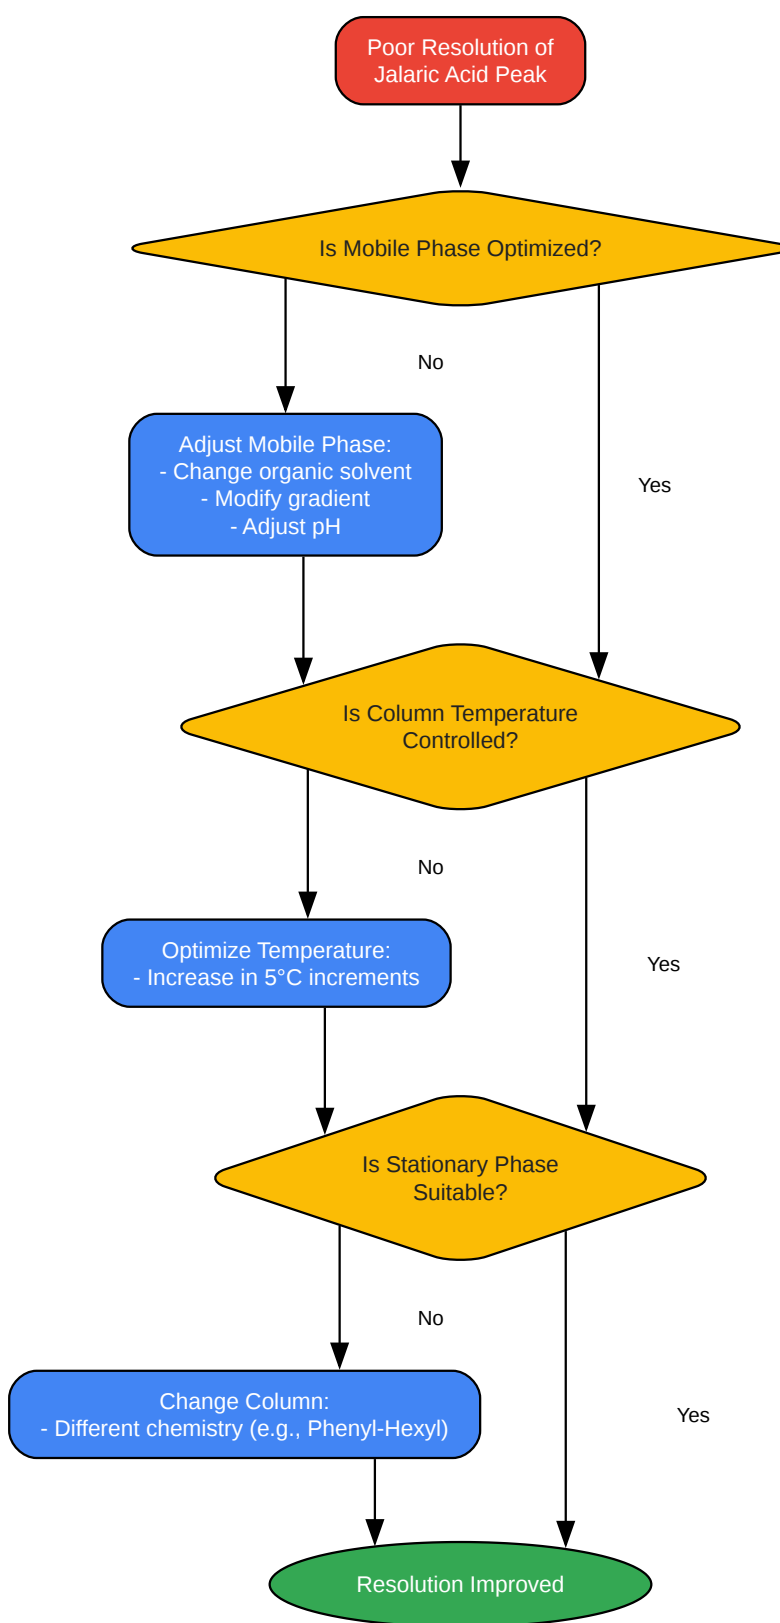 Poor Resolution of
Jalaric Acid Peak
Is Mobile Phase Optimized?
No
Adjust Mobile Phase:
- Change organic solvent
- Modify gradient
- Adjust pH
Yes
Is Column Temperature
Controlled?
No
Optimize Temperature:
- Increase in 5°C increments
Yes
Is Stationary Phase
Suitable?
No
Change Column:
- Different chemistry (e.g., Phenyl-Hexyl)
Yes
Resolution Improved